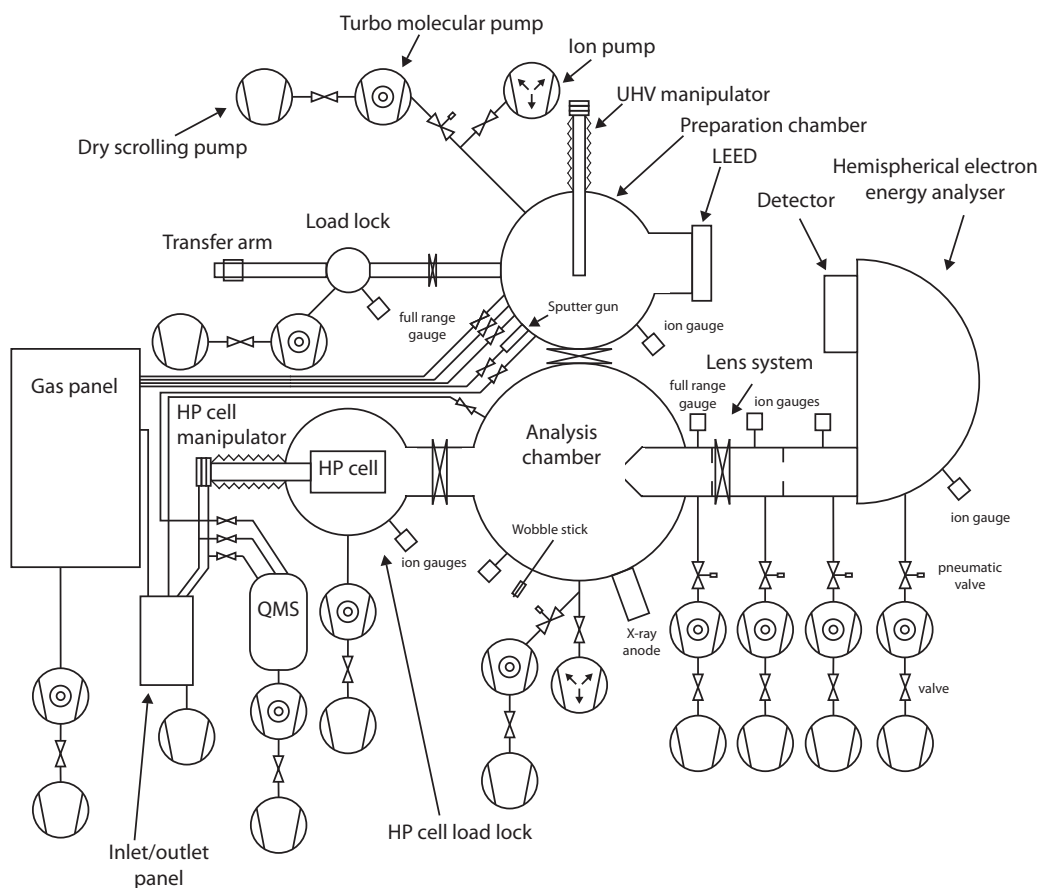 Turbo molecular pump
Ion pump
UHV manipulator
Dry scrolling pump
Preparation chamber
LEED
Hemispherical electron
energy analyser
Detector
Load lock
Transfer arm
full range
gauge
Sputter gun
ion gauge
Lens system
full range
gauge
ion gauges
Gas panel
HP cell
manipulator
HP cell
Analysis
chamber
ion gauge
Wobble stick
ion gauges
pneumatic
valve
QMS
X-ray
anode
valve
HP cell load lock
Inlet/outlet
panel